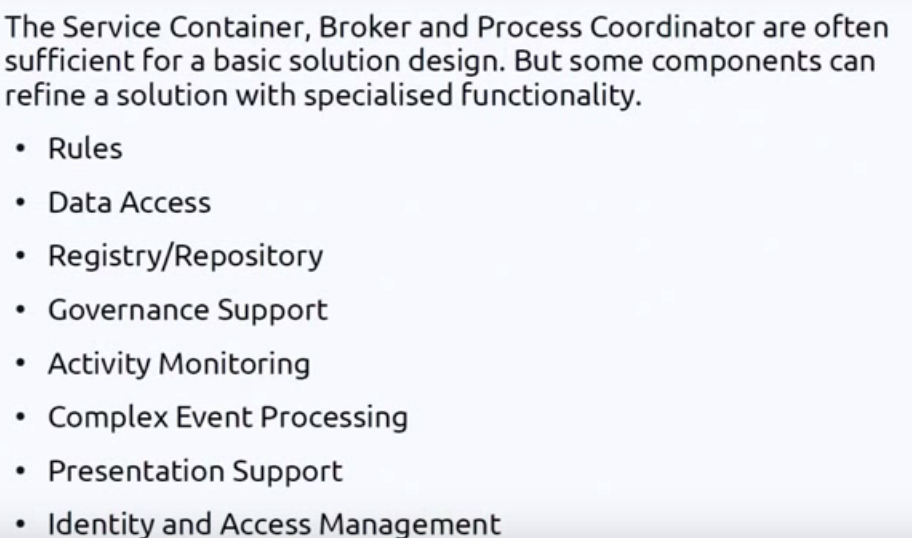 The Service Container, Broker and Process Coordinator are often
sufficient for a basic solution design. But some components can
refine a solution with specialised functionality.
• Rules
• Data Access
• Registry/Repository
• Governance Support
• Activity Monitoring
• Complex Event Processing
• Presentation Support
• Identity and Access Management